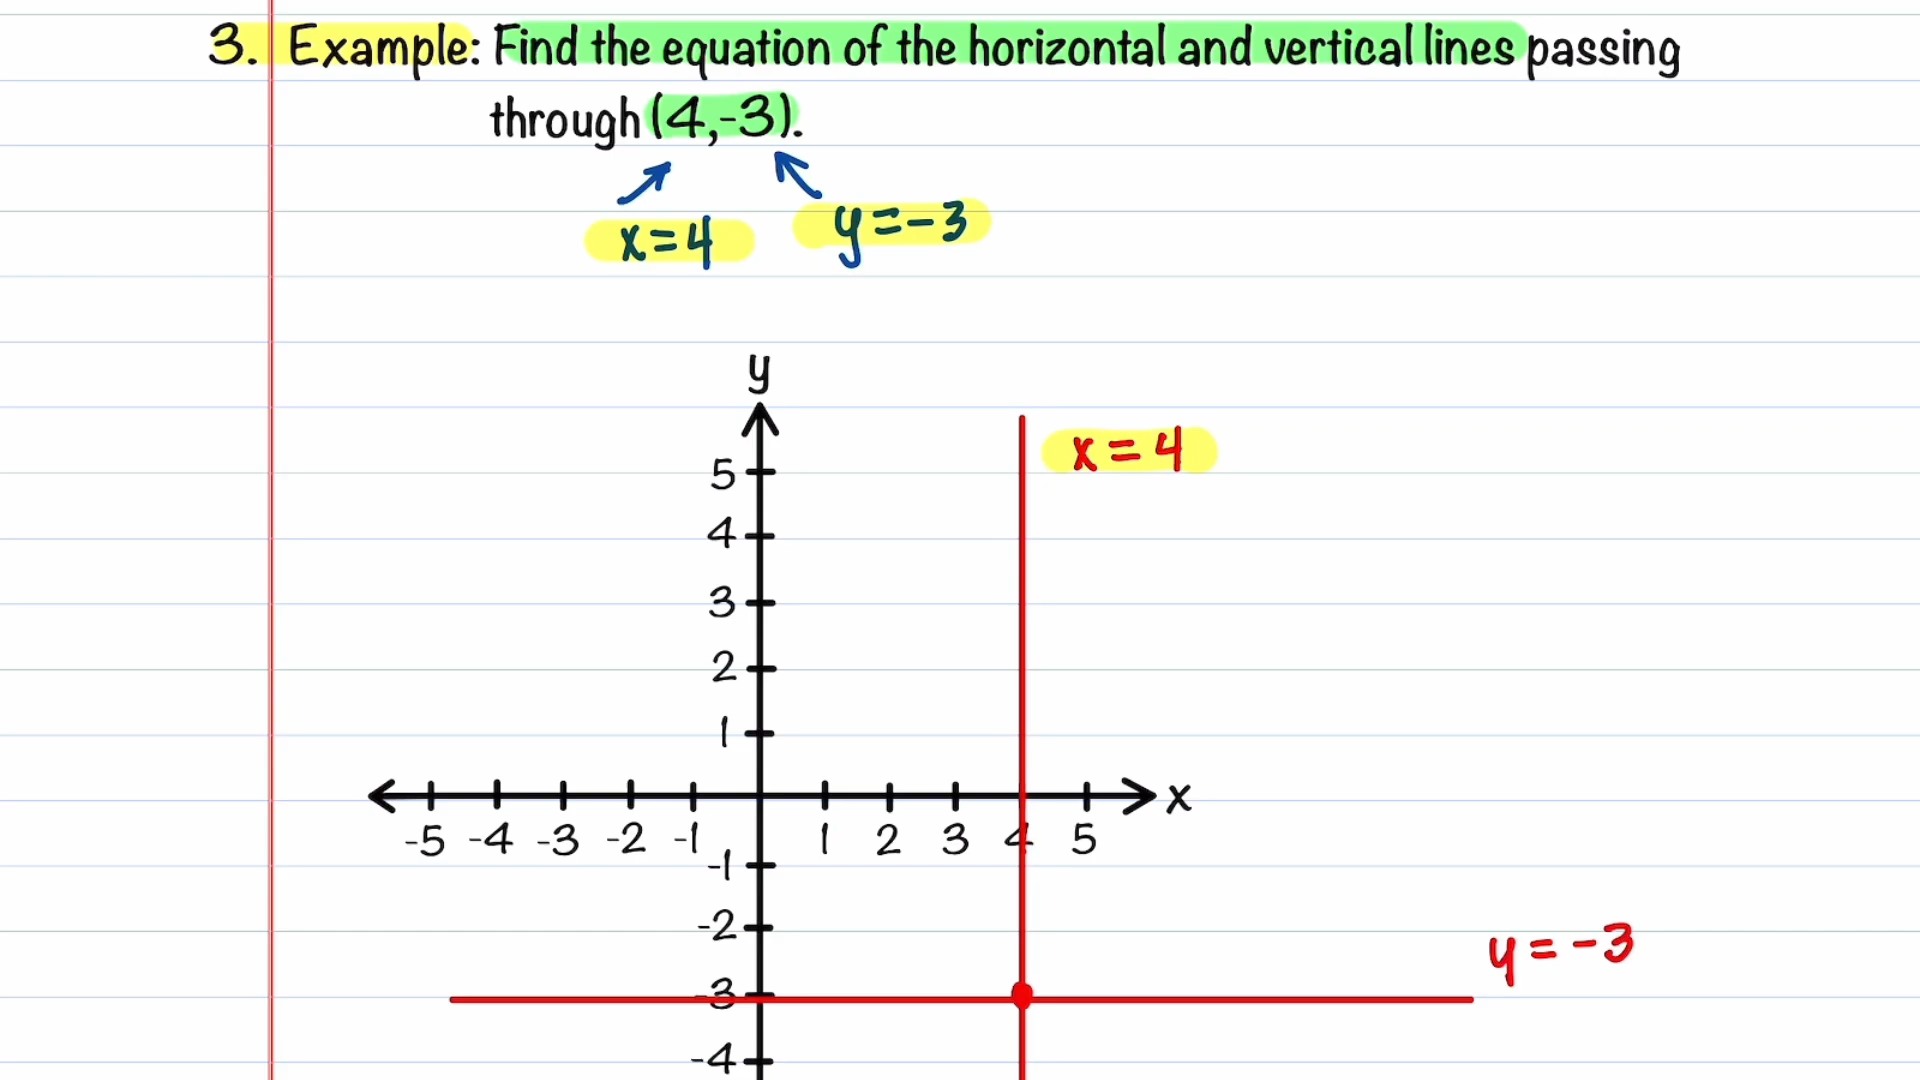 3. Example: Find the equation of the horizontal and vertical lines passing
through (4,-3).
x=4
y=-3
y
x=4
5
4
3
2
1
x
-5 -4 -3 -2 -1 1 2 3 4 5
-1
-2
y=-3
-3
-4